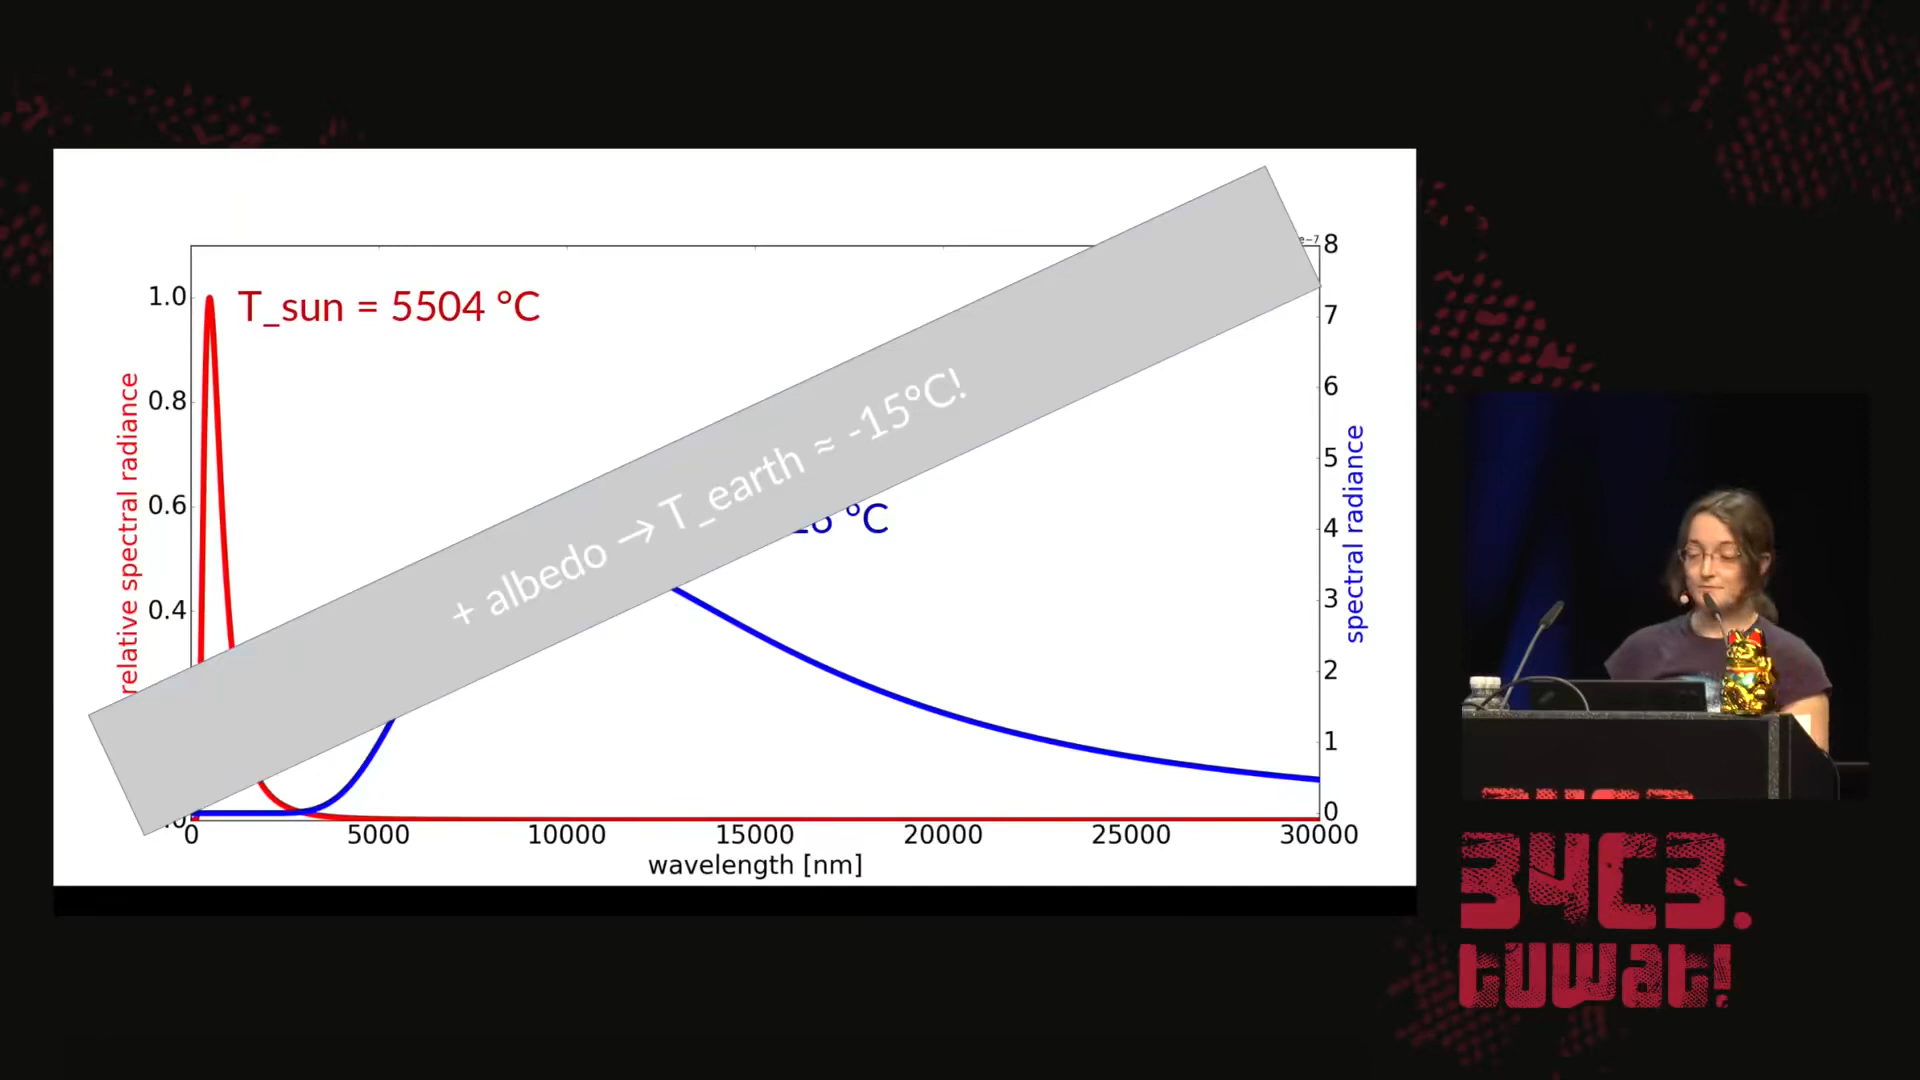 e−7
8
1.0
T_sun = 5504 °C
7
0.8
6
+ albedo → T_earth ≈ -15°C!
relative spectral radiance
5
spectral radiance
0.6
°C
4
0.4
3
2
1
0
0
5000
10000
15000
20000
25000
30000
wavelength [nm]
34C3.
tuwat!